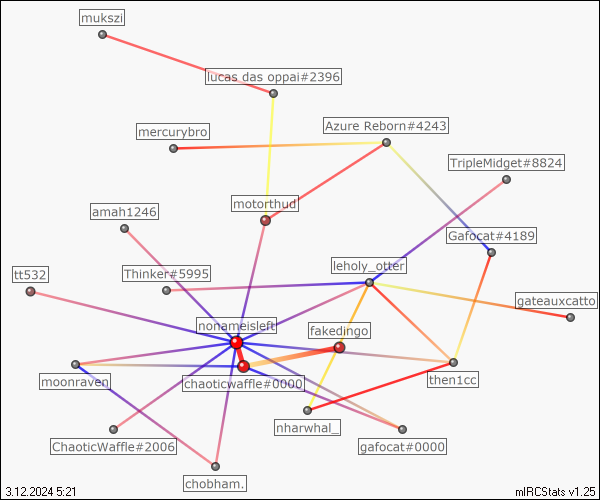 mukszi
lucas das oppai#2396
Azure Reborn#4243
mercurybro
TripleMidget#8824
motorthud
amah1246
Gafocat#4189
leholy_otter
tt532
Thinker#5995
gateauxcatto
nonameisleft
fakedingo
moonraven
chaoticwaffle#0000
then1cc
nharwhal_
ChaoticWaffle#2006
gafocat#0000
chobham.
3.12.2024 5:21
mIRCStats v1.25